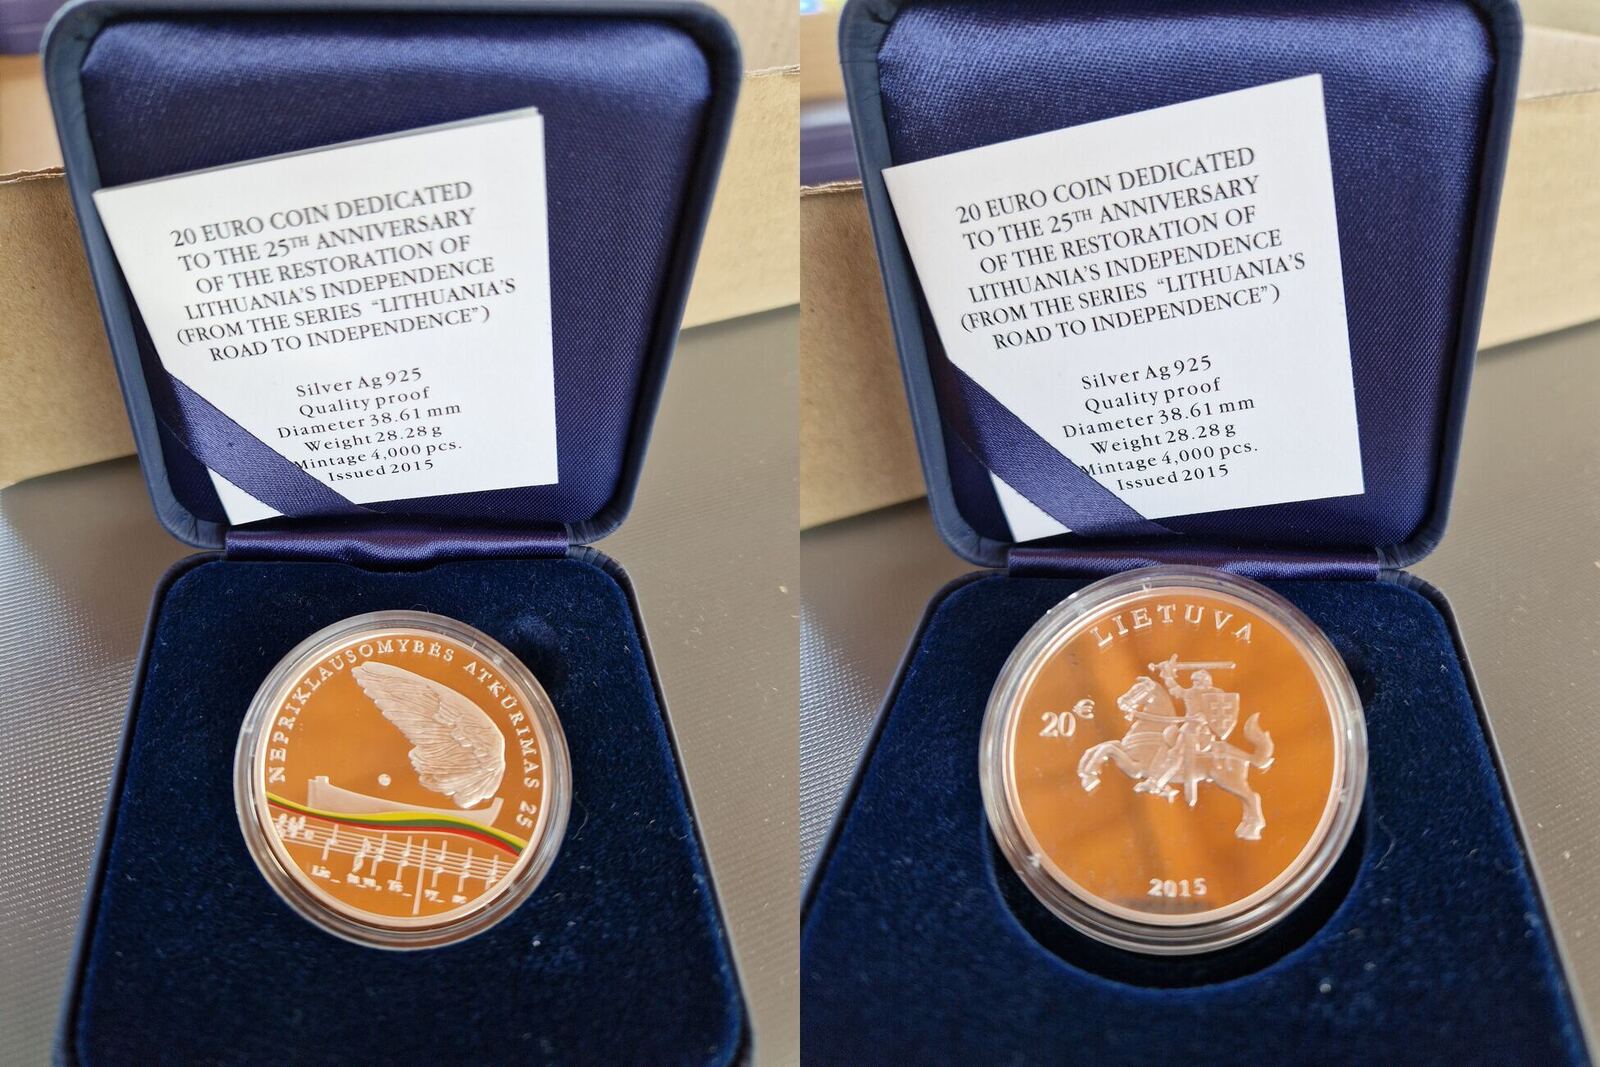 20 EURO COIN DEDICATED
TO THE 25TH ANNIVERSARY
OF THE RESTORATION OF
LITHUANIA'S INDEPENDENCE
(FROM THE SERIES "LITHUANIA'S
ROAD TO INDEPENDENCE")
Silver Ag 925
Quality proof
Diameter 38.61 mm
Weight 28.28 g
Mintage 4,000 pcs.
Issued 2015
NEPRIKLAUSOMYBĖS ATKŪRIMAS 25
20 EURO COIN DEDICATED
TO THE 25TH ANNIVERSARY
OF THE RESTORATION OF
LITHUANIA'S INDEPENDENCE
(FROM THE SERIES "LITHUANIA'S
ROAD TO INDEPENDENCE")
Silver Ag 925
Quality proof
Diameter 38.61 mm
Weight 28.28 g
Mintage 4,000 pcs.
Issued 2015
LIETUVA
20€
2015